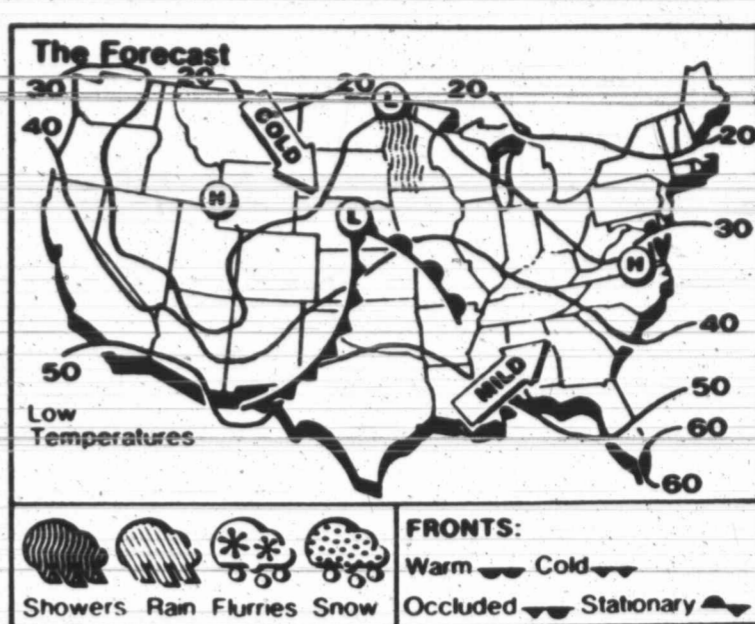 The Forecast
30 20 20 20
40
COLD
L
20
H
L
30
H
40
50
MILD
50
Low
Temperatures
60
60
FRONTS:
Warm Cold
Showers Rain Flurries Snow
Occluded Stationary